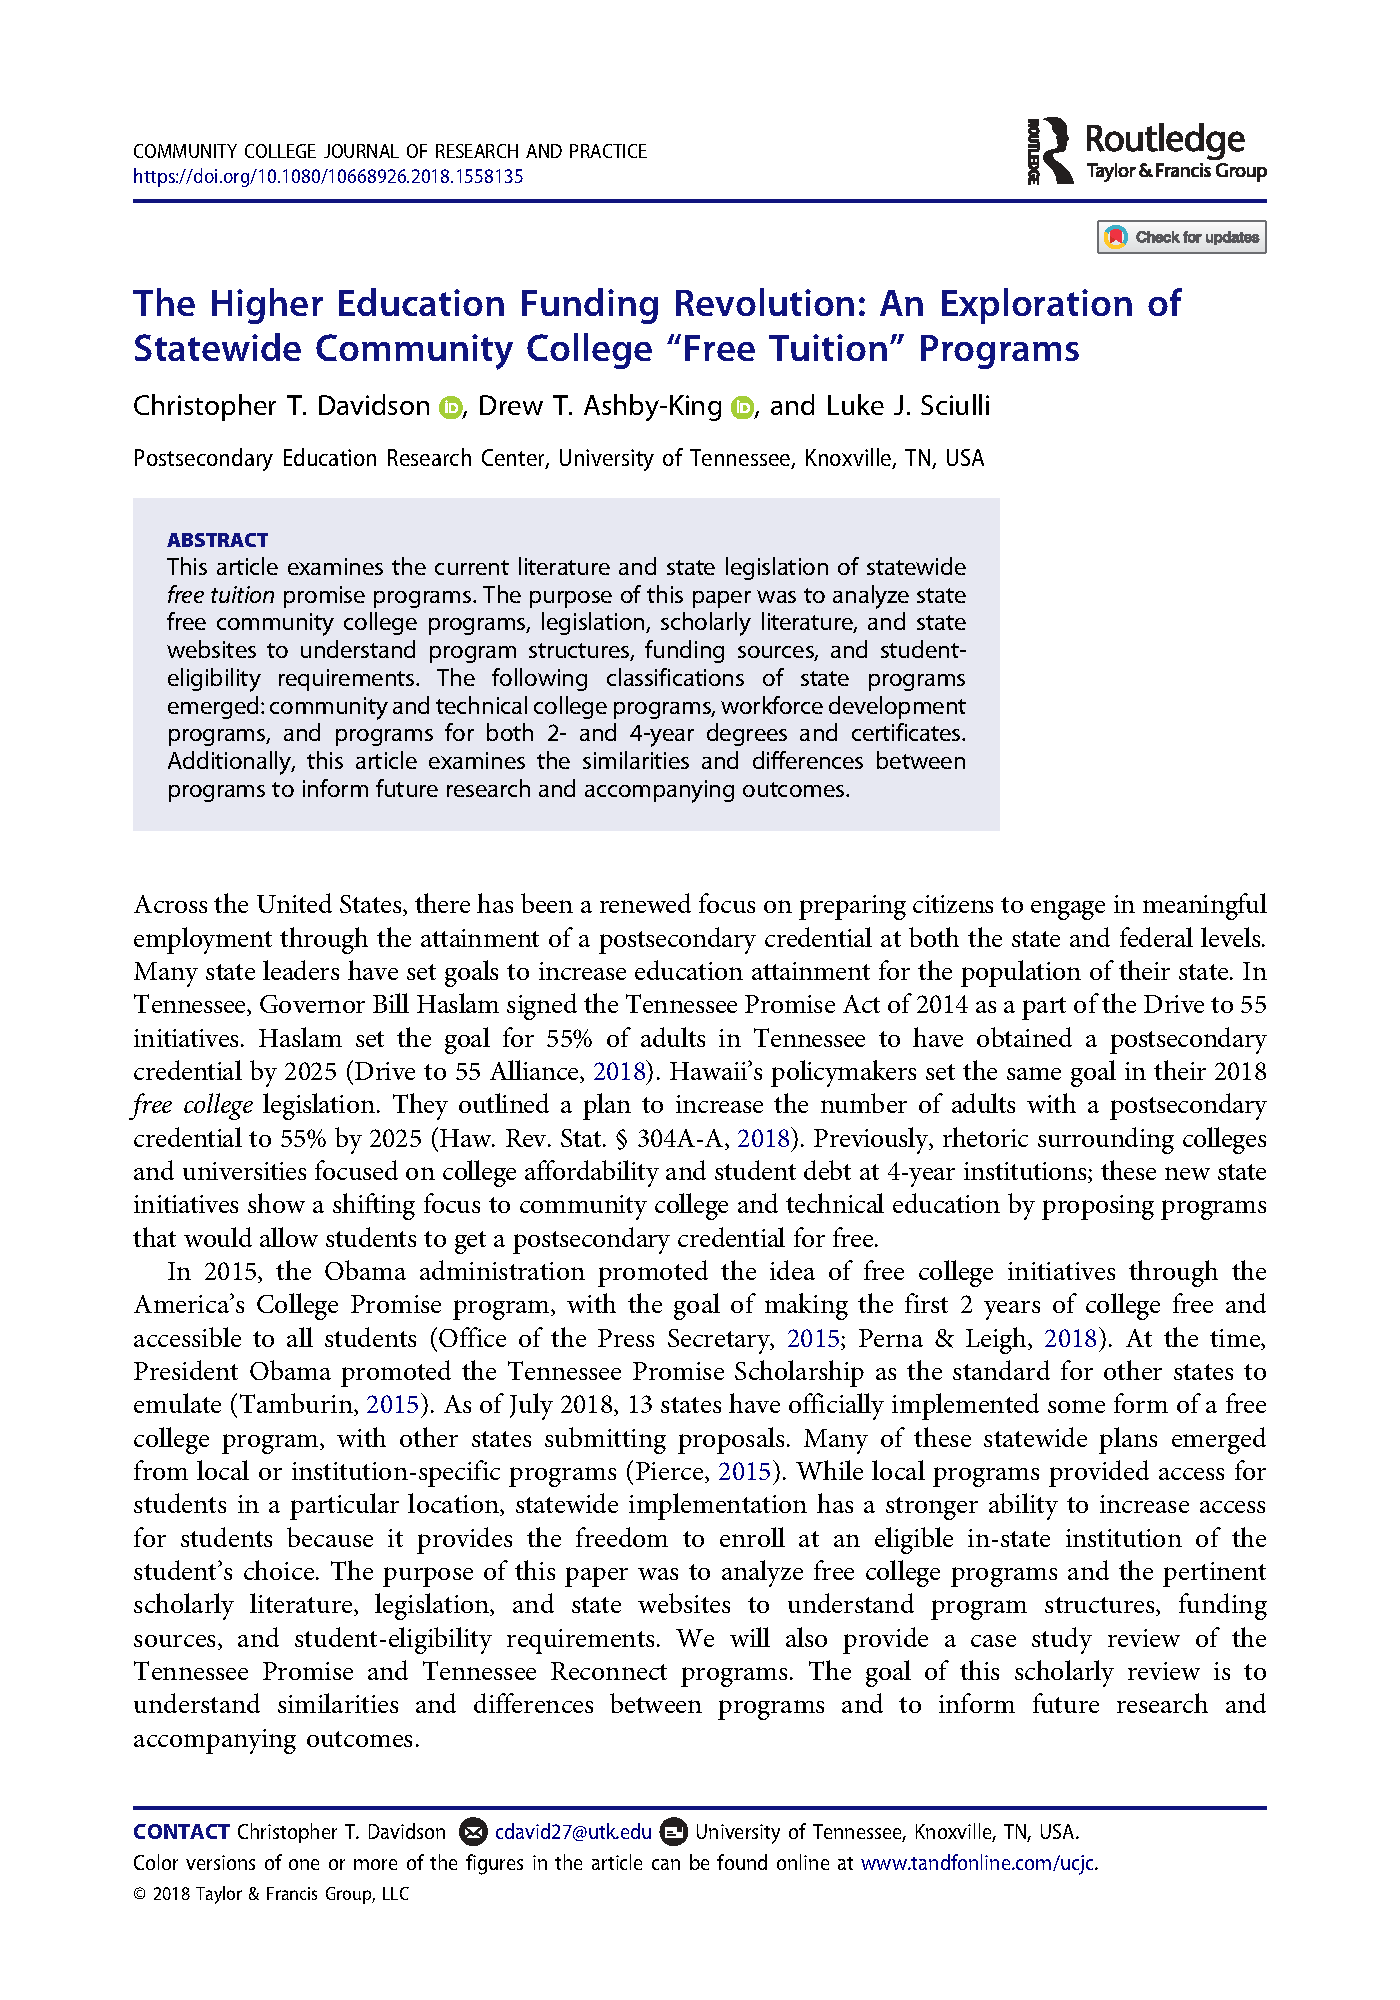 COMMUNITY COLLEGE JOURNAL OF RESEARCH AND PRACTICE
https://doi.org/10.1080/10668926.2018.1558135
ROUTLEDGE
Routledge
Taylor & Francis Group
Check for updates
The Higher Education Funding Revolution: An Exploration of
Statewide Community College “Free Tuition” Programs
Christopher T. Davidson iD, Drew T. Ashby-King iD, and Luke J. Sciulli
Postsecondary Education Research Center, University of Tennessee, Knoxville, TN, USA
ABSTRACT
This article examines the current literature and state legislation of statewide
free tuition promise programs. The purpose of this paper was to analyze state
free community college programs, legislation, scholarly literature, and state
websites to understand program structures, funding sources, and student-
eligibility requirements. The following classifications of state programs
emerged: community and technical college programs, workforce development
programs, and programs for both 2- and 4-year degrees and certificates.
Additionally, this article examines the similarities and differences between
programs to inform future research and accompanying outcomes.
Across the United States, there has been a renewed focus on preparing citizens to engage in meaningful
employment through the attainment of a postsecondary credential at both the state and federal levels.
Many state leaders have set goals to increase education attainment for the population of their state. In
Tennessee, Governor Bill Haslam signed the Tennessee Promise Act of 2014 as a part of the Drive to 55
initiatives. Haslam set the goal for 55% of adults in Tennessee to have obtained a postsecondary
credential by 2025 (Drive to 55 Alliance, 2018). Hawaii’s policymakers set the same goal in their 2018
free college legislation. They outlined a plan to increase the number of adults with a postsecondary
credential to 55% by 2025 (Haw. Rev. Stat. § 304A-A, 2018). Previously, rhetoric surrounding colleges
and universities focused on college affordability and student debt at 4-year institutions; these new state
initiatives show a shifting focus to community college and technical education by proposing programs
that would allow students to get a postsecondary credential for free.
In 2015, the Obama administration promoted the idea of free college initiatives through the
America’s College Promise program, with the goal of making the first 2 years of college free and
accessible to all students (Office of the Press Secretary, 2015; Perna & Leigh, 2018). At the time,
President Obama promoted the Tennessee Promise Scholarship as the standard for other states to
emulate (Tamburin, 2015). As of July 2018, 13 states have officially implemented some form of a free
college program, with other states submitting proposals. Many of these statewide plans emerged
from local or institution-specific programs (Pierce, 2015). While local programs provided access for
students in a particular location, statewide implementation has a stronger ability to increase access
for students because it provides the freedom to enroll at an eligible in-state institution of the
student’s choice. The purpose of this paper was to analyze free college programs and the pertinent
scholarly literature, legislation, and state websites to understand program structures, funding
sources, and student-eligibility requirements. We will also provide a case study review of the
Tennessee Promise and Tennessee Reconnect programs. The goal of this scholarly review is to
understand similarities and differences between programs and to inform future research and
accompanying outcomes.
CONTACT Christopher T. Davidson cdavid27@utk.edu University of Tennessee, Knoxville, TN, USA.
Color versions of one or more of the figures in the article can be found online at www.tandfonline.com/ucjc.
© 2018 Taylor & Francis Group, LLC